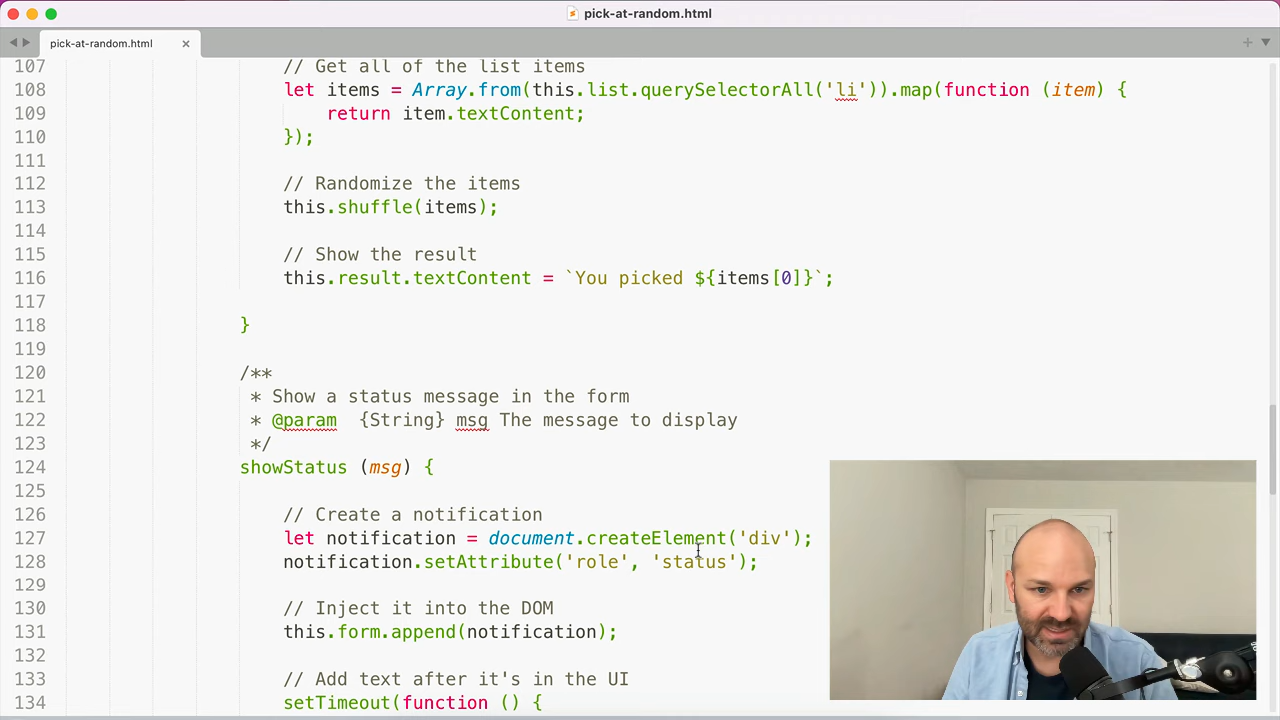 pick-at-random.html
pick-at-random.html
107 // Get all of the list items
108 let items = Array.from(this.list.querySelectorAll('li')).map(function (item) {
109 return item.textContent;
110 });
111
112 // Randomize the items
113 this.shuffle(items);
114
115 // Show the result
116 this.result.textContent = `You picked ${items[0]}`;
117
118 }
119
120 /**
121 * Show a status message in the form
122 * @param  {String} msg The message to display
123 */
124 showStatus (msg) {
125
126 // Create a notification
127 let notification = document.createElement('div');
128 notification.setAttribute('role', 'status');
129
130 // Inject it into the DOM
131 this.form.append(notification);
132
133 // Add text after it's in the UI
134 setTimeout(function () {